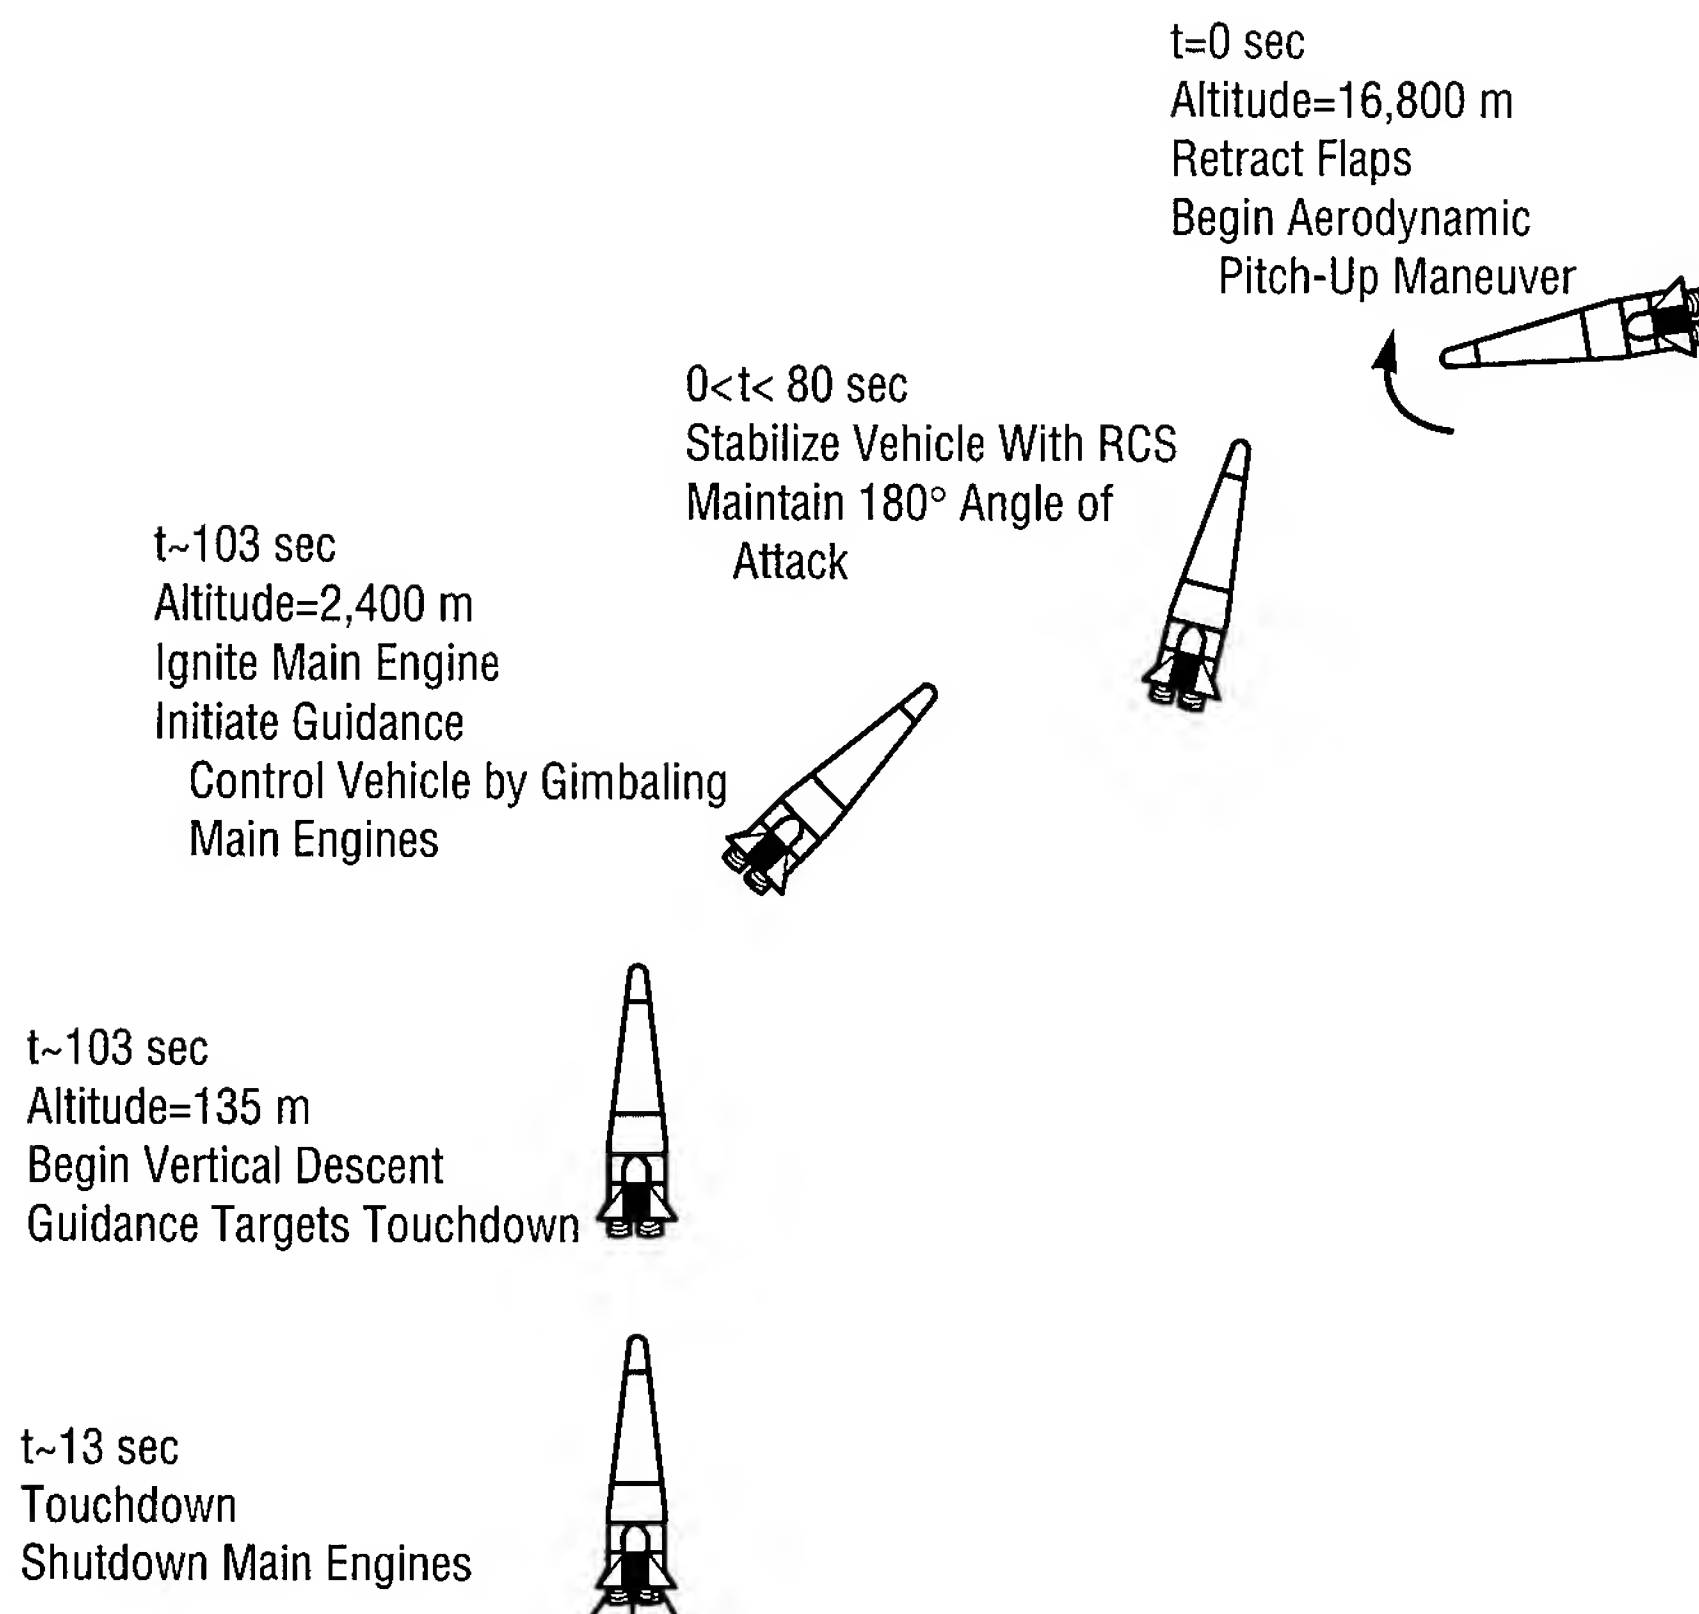 t=0 sec
Altitude=16,800 m
Retract Flaps
Begin Aerodynamic
Pitch-Up Maneuver
0<t< 80 sec
Stabilize Vehicle With RCS
Maintain 180° Angle of
Attack
t~103 sec
Altitude=2,400 m
Ignite Main Engine
Initiate Guidance
Control Vehicle by Gimbaling
Main Engines
t~103 sec
Altitude=135 m
Begin Vertical Descent
Guidance Targets Touchdown
t~13 sec
Touchdown
Shutdown Main Engines